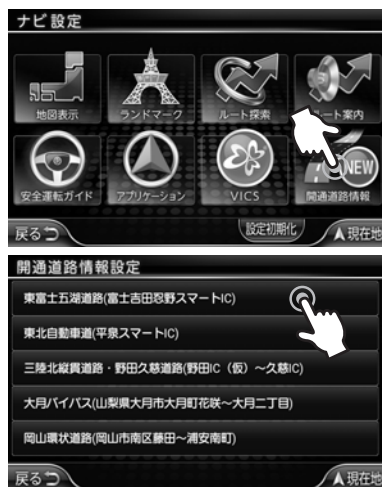 ナビ設定
地図表示
ランドマーク
ルート探索
ルート案内
安全運転ガイド
アプリケーション
VICS
NEW
開通道路情報
戻る
設定初期化
現在地
開通道路情報設定
東富士五湖道路(富士吉田忍野スマートIC)
東北自動車道(平泉スマートIC)
三陸北縦貫道路・野田久慈道路(野田IC（仮）～久慈IC)
大月バイパス(山梨県大月市大月町花咲～大月二丁目)
岡山環状道路(岡山市南区藤田～浦安南町)
戻る
現在地